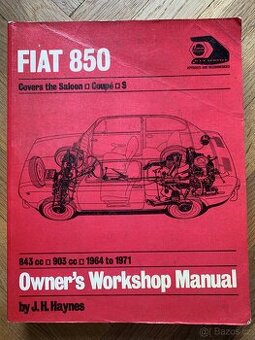 FIAT 850
Covers the Saloon □ Coupé □ S
843 cc □ 903 cc □ 1964 to 1971
Owner's Workshop Manual
by J.H. Haynes